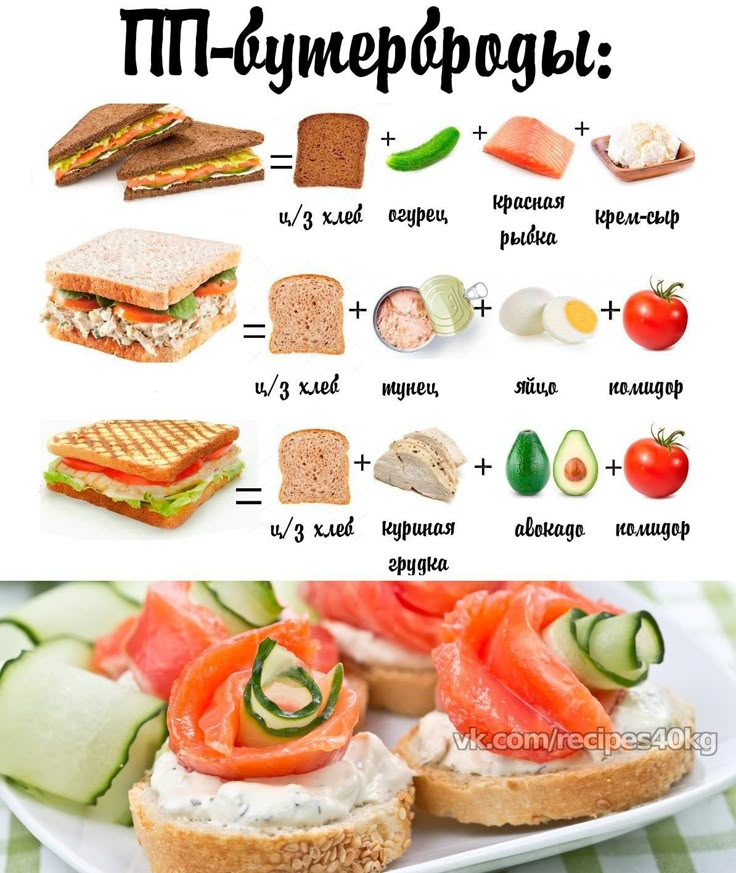 ПП-бутерброды:
ц/з хлеб огурец красная рыбка крем-сыр
ц/з хлеб тунец яйцо помидор
ц/з хлеб куриная грудка авокадо помидор
vk.com/recipes40kg